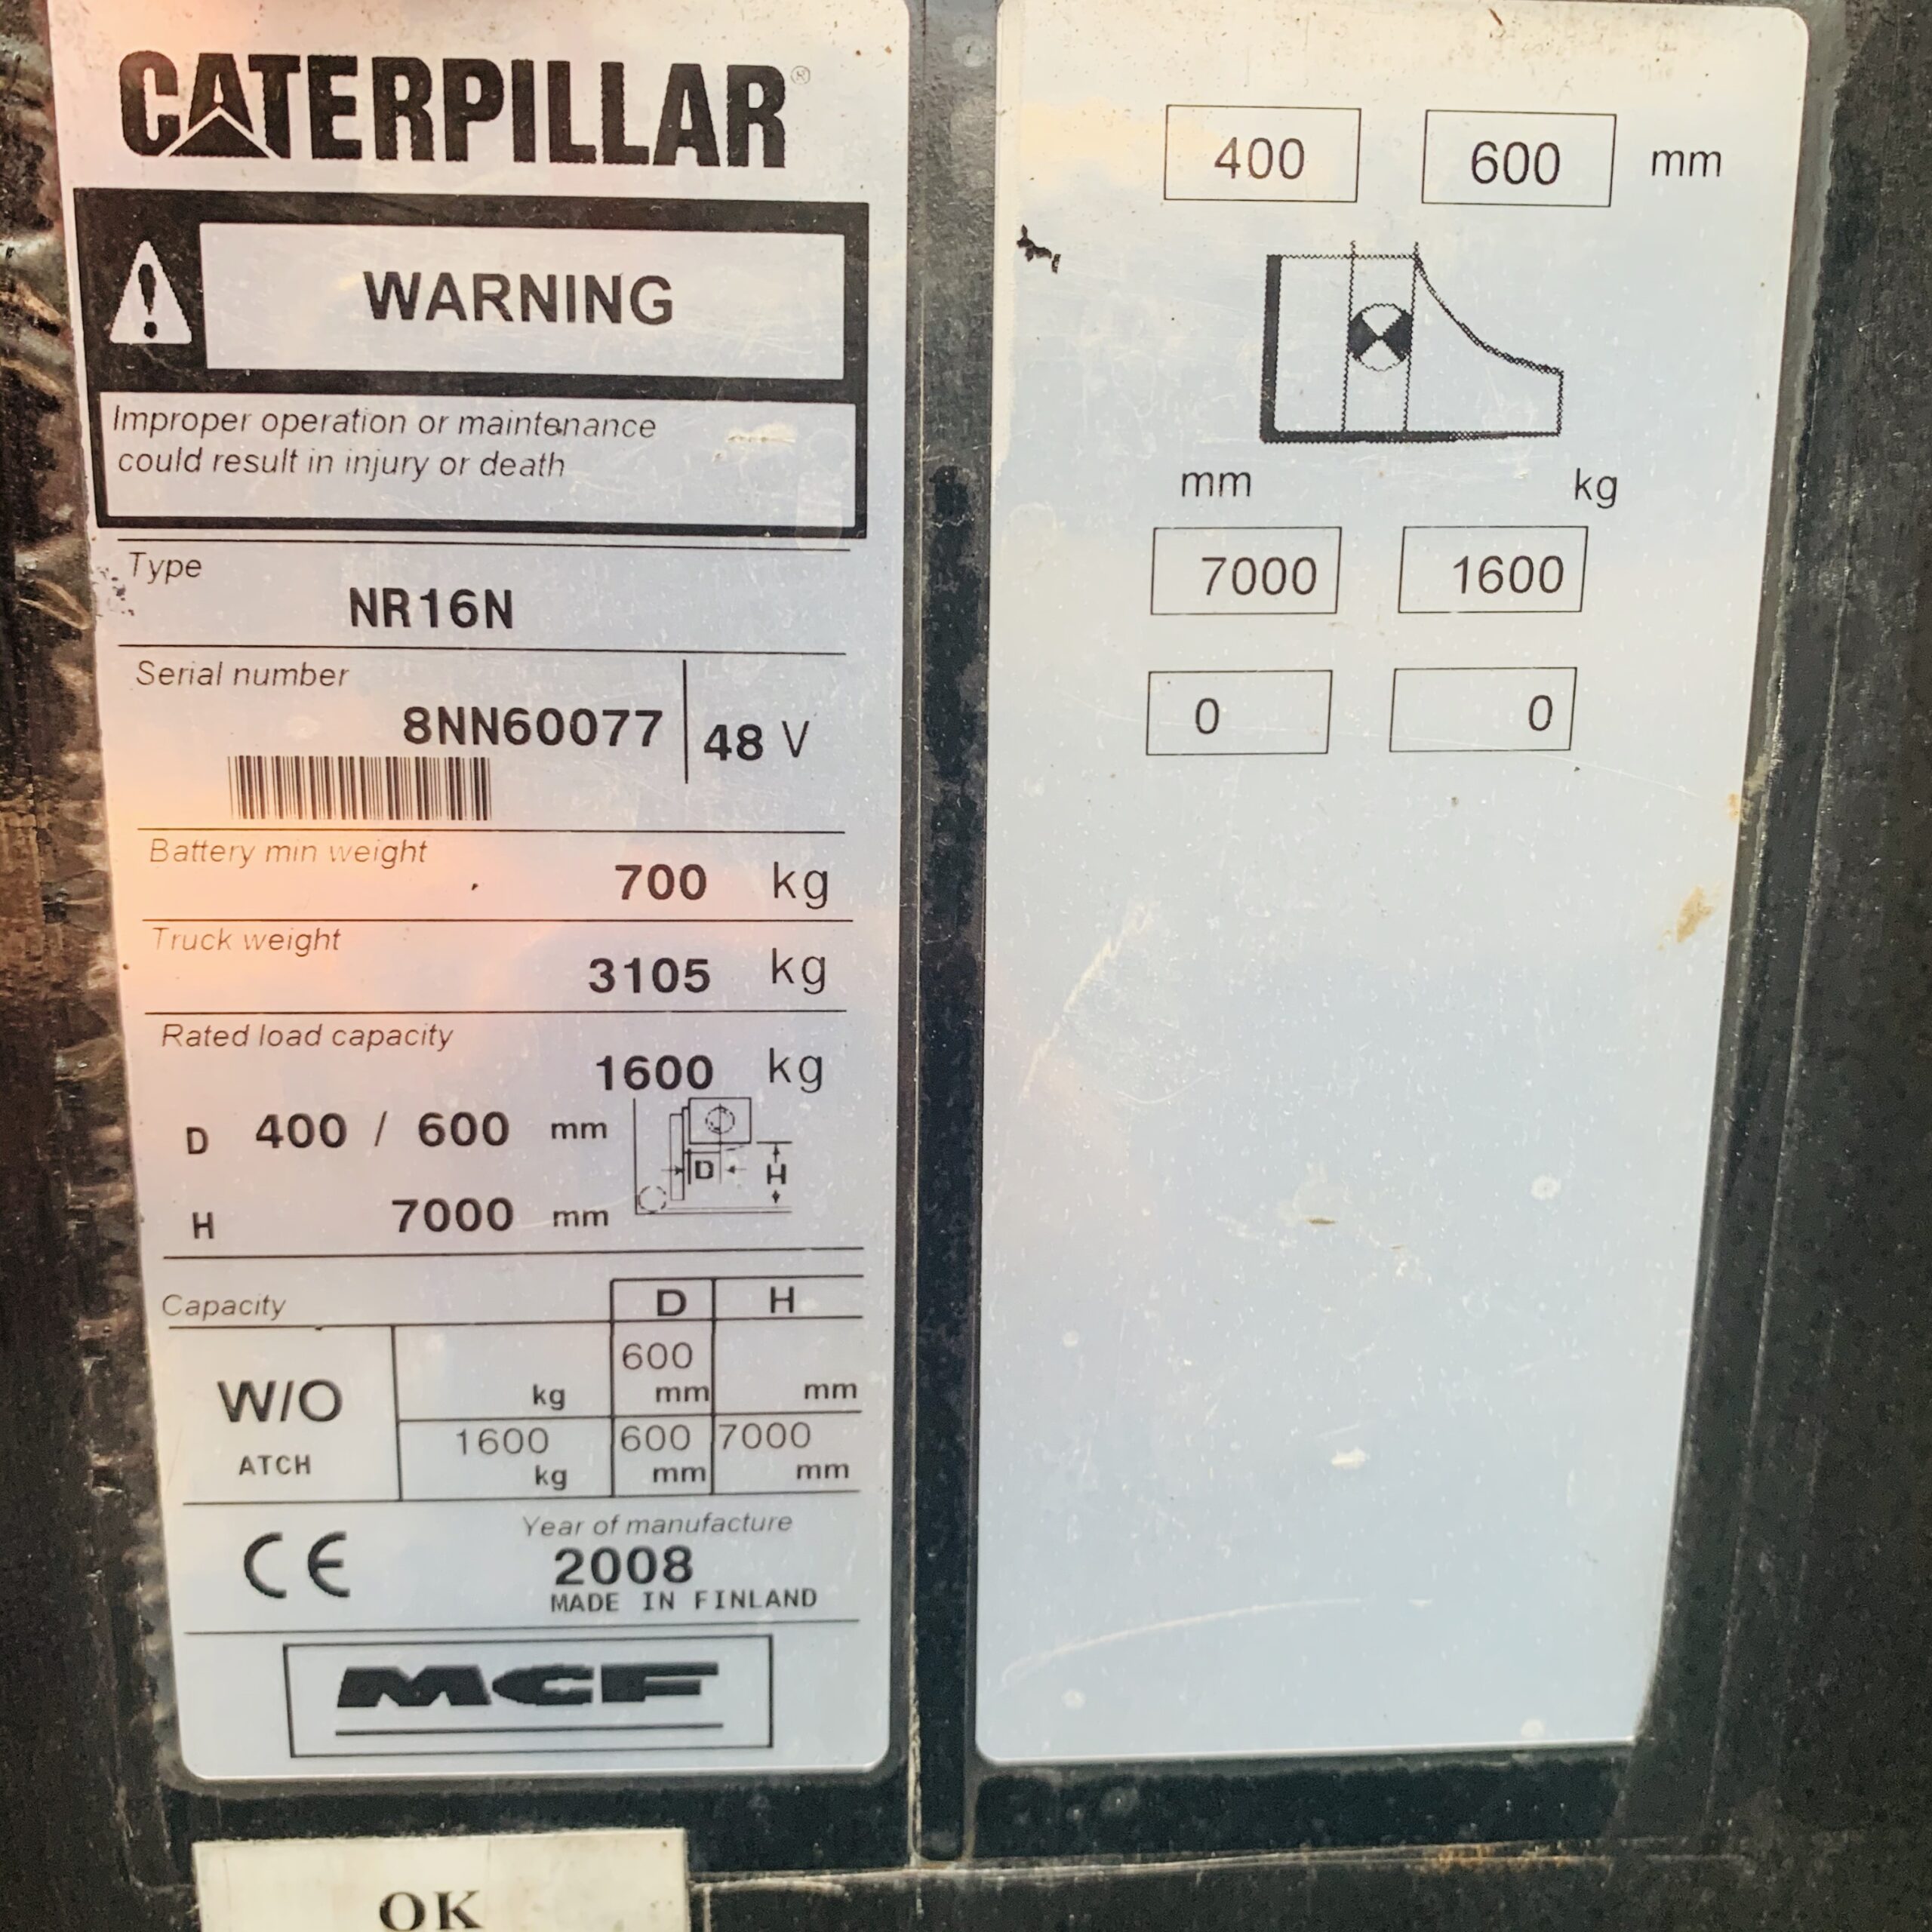 CATERPILLAR®
WARNING
Improper operation or maintenance
could result in injury or death
Type
NR16N
Serial number
8NN60077 48 V
Battery min weight
700 kg
Truck weight
3105 kg
Rated load capacity
1600 kg
D 400 / 600 mm
D H
H 7000 mm
Capacity D H
W/O
ATCH
600
kg mm mm
1600 600 7000
kg mm mm
CE
Year of manufacture
2008
MADE IN FINLAND
MCF
OK
400 600 mm
mm kg
7000 1600
0 0